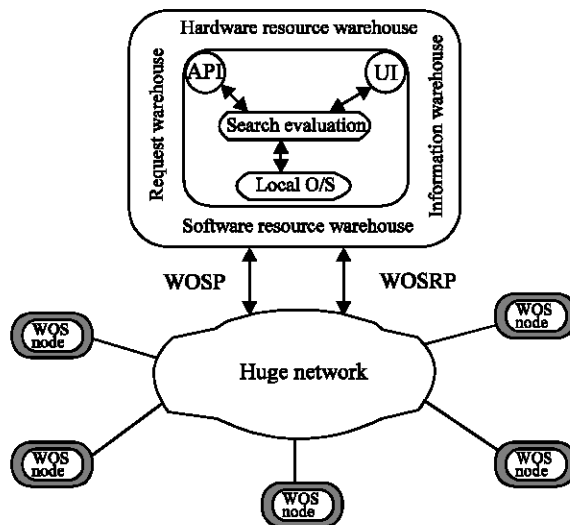 Hardware resource warehouse
API
UI
Request warehouse
Search evaluation
Information warehouse
Local O/S
Software resource warehouse
WOSP
WOSRP
WOS
node
WOS
node
Huge network
WOS
node
WOS
node
WOS
node